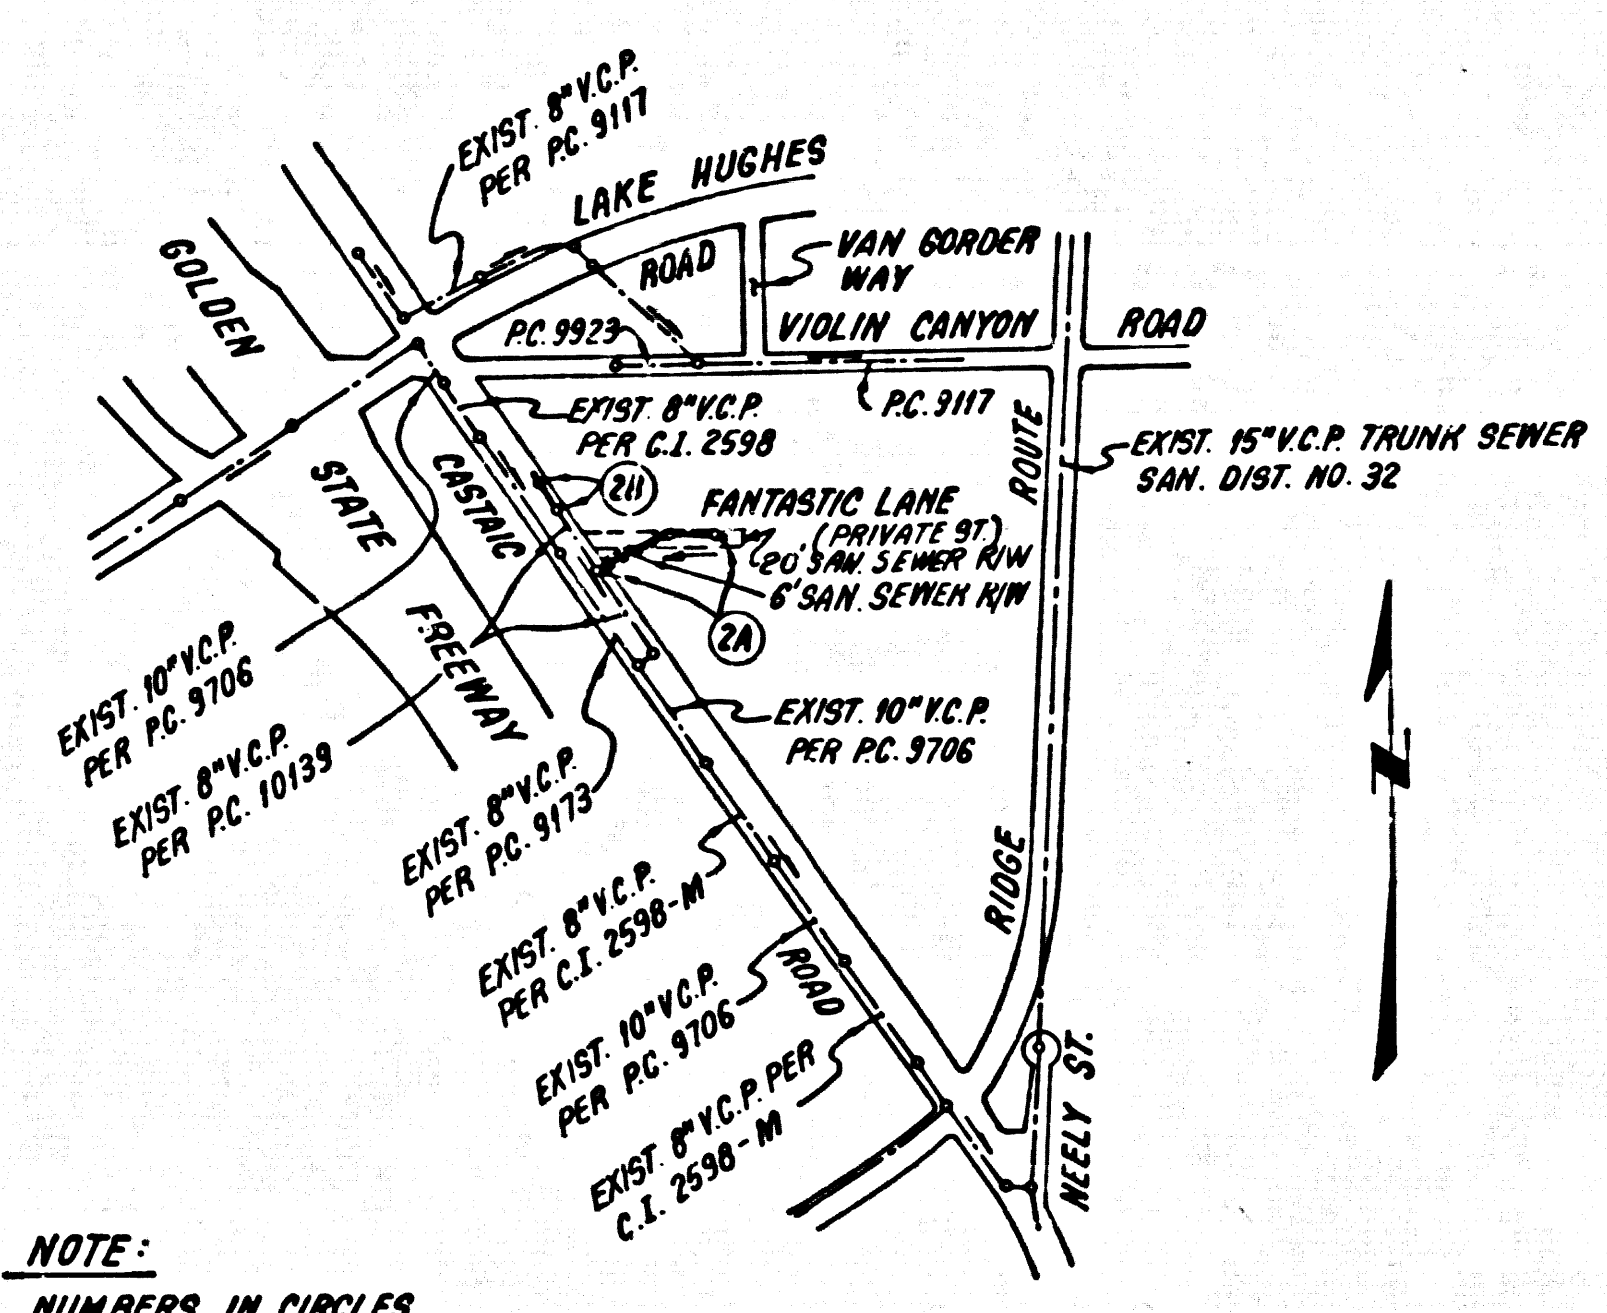 EXIST. 8" V.C.P.
PER P.C. 9117
LAKE HUGHES
ROAD
GOLDEN
VAN GORDER
WAY
P.C. 9923
VIOLIN CANYON ROAD
EXIST. 8" V.C.P.
PER C.I. 2598
P.C. 9117
ROUTE
EXIST. 15" V.C.P. TRUNK SEWER
SAN. DIST. NO. 32
STATE
CASTAIC
2H
FANTASTIC LANE
(PRIVATE ST.)
20' SAN. SEWER R/W
6' SAN. SEWER R/W
2A
FREEWAY
EXIST. 10" V.C.P.
PER P.C. 9706
EXIST. 8" V.C.P.
PER P.C. 10139
EXIST. 10" V.C.P.
PER P.C. 9706
EXIST. 8" V.C.P.
PER P.C. 9173
N
EXIST. 8" V.C.P.
PER C.I. 2598-M
RIDGE
EXIST. 10" V.C.P.
PER P.C. 9706
ROAD
EXIST. 8" V.C.P. PER
C.I. 2598-M
NEELY ST.
NOTE:
NUMBERS IN CIRCLES